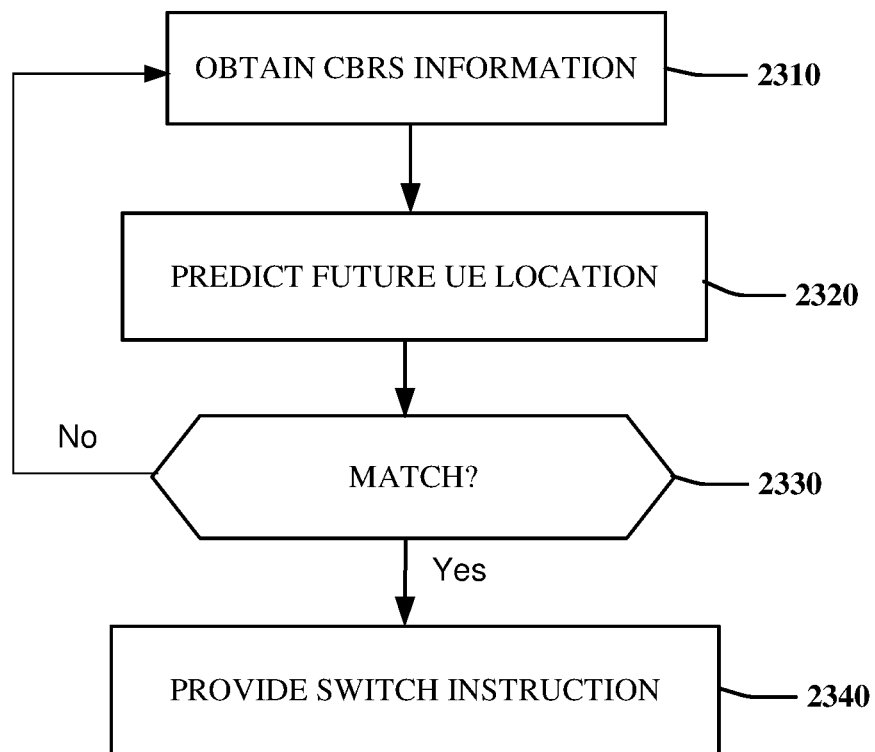 OBTAIN CBRS INFORMATION
2310
PREDICT FUTURE UE LOCATION
2320
No
MATCH?
2330
Yes
PROVIDE SWITCH INSTRUCTION
2340